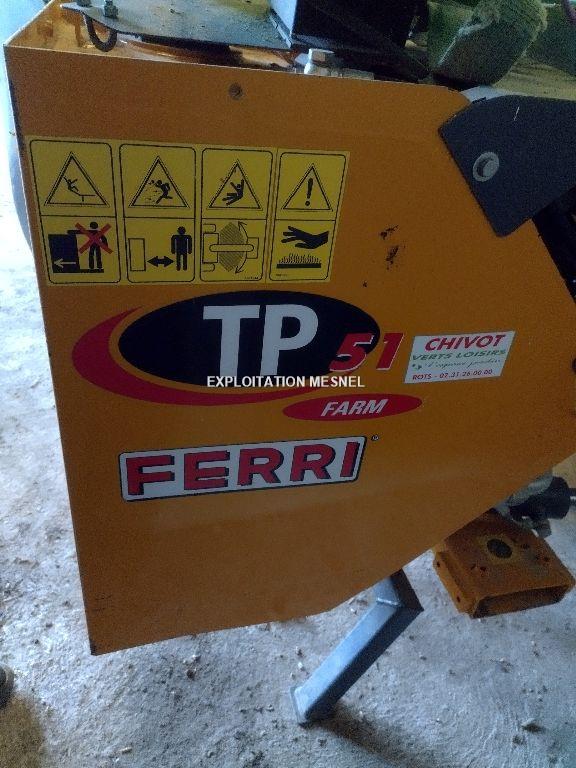 TP 51
CHIVOT
VERTS LOISIRS
ROTS - 02.31.26.00.00
EXPLOITATION MESNEL
FARM
FERRI®